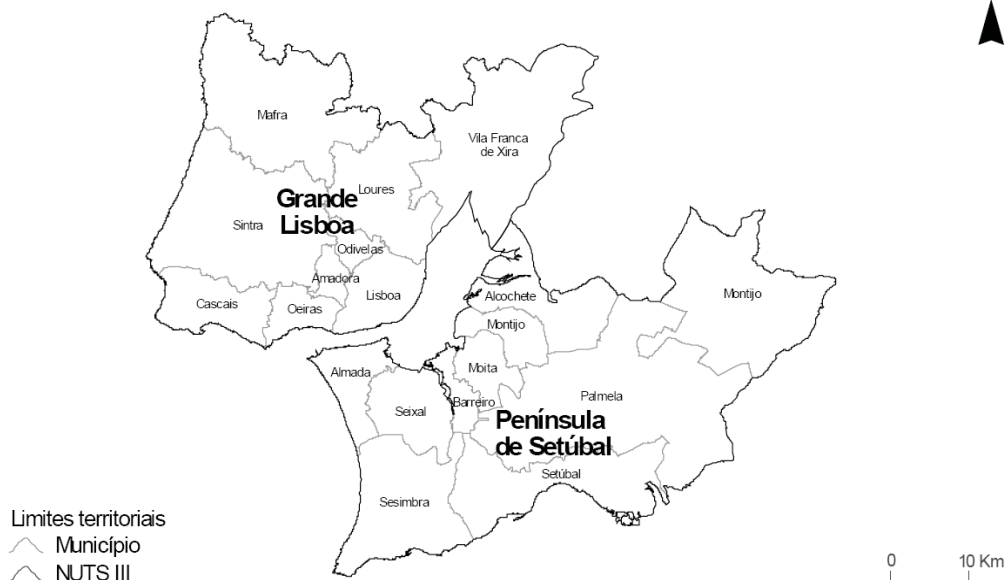 Mafra
Vila Franca
de Xira
Loures
Grande
Lisboa
Sintra
Odivelas
Amadora
Lisboa
Cascais
Oeiras
Alcochete
Montijo
Montijo
Moita
Almada
Seixal
Barreiro
Palmela
Península
de Setúbal
Setúbal
Sesimbra
Limites territoriais
Município
NUTS III
0 10 Km